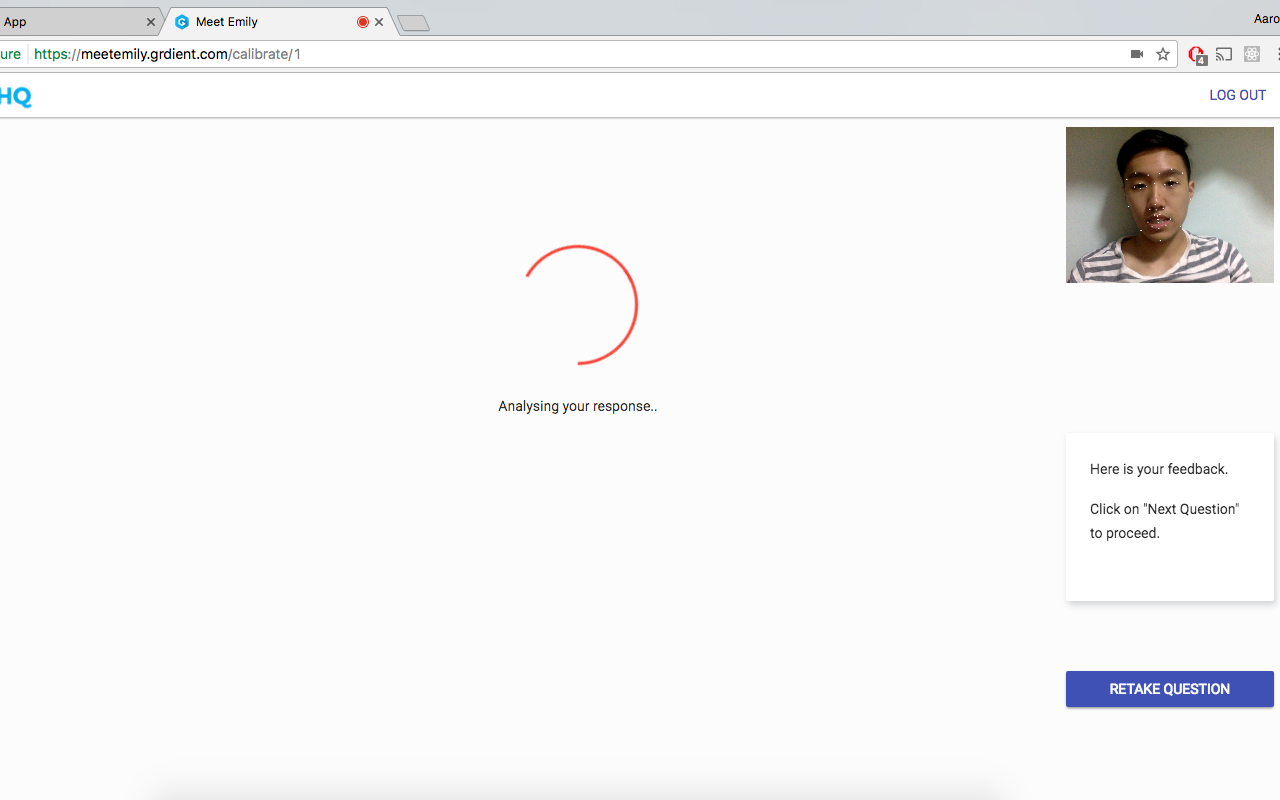 App
Meet Emily
Aaro
ure
https://meetemily.grdient.com/calibrate/1
4
HQ
LOG OUT
Analysing your response..
Here is your feedback.
Click on "Next Question"
to proceed.
RETAKE QUESTION